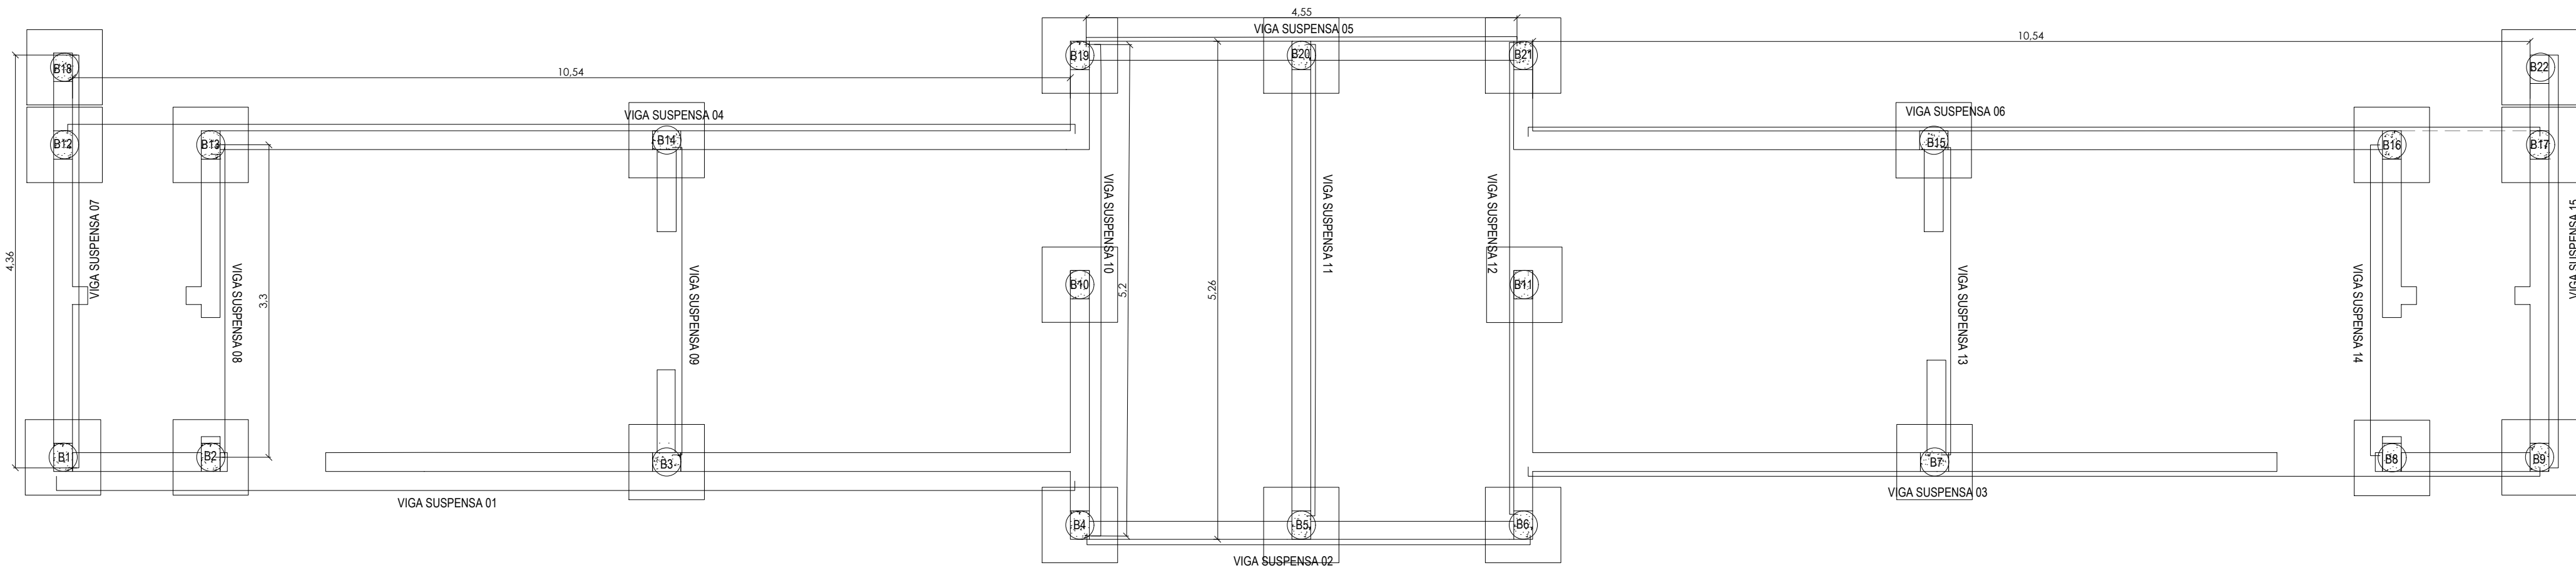 4,55
VIGA SUSPENSA 05
10,54
B19
B20
B21
B18
B22
10,54
VIGA SUSPENSA 04
VIGA SUSPENSA 06
B12
B13
B14
B15
B16
B17
4,36
VIGA SUSPENSA 07
VIGA SUSPENSA 08
3,3
VIGA SUSPENSA 09
VIGA SUSPENSA 10
5,2
5,26
VIGA SUSPENSA 11
VIGA SUSPENSA 12
VIGA SUSPENSA 13
VIGA SUSPENSA 14
VIGA SUSPENSA 15
B10
B11
B1
B2
B3
B7
B8
B9
VIGA SUSPENSA 01
VIGA SUSPENSA 03
B4
B5
B6
VIGA SUSPENSA 02